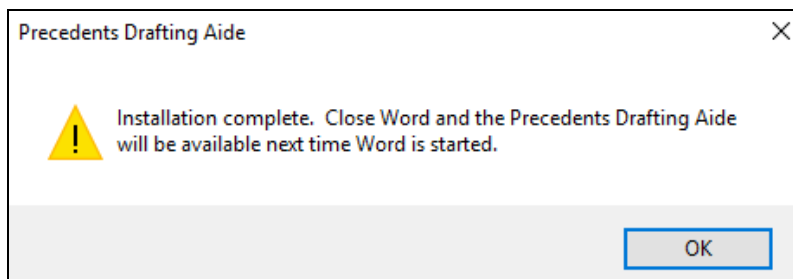 Precedents Drafting Aide
Installation complete.  Close Word and the Precedents Drafting Aide
will be available next time Word is started.
OK